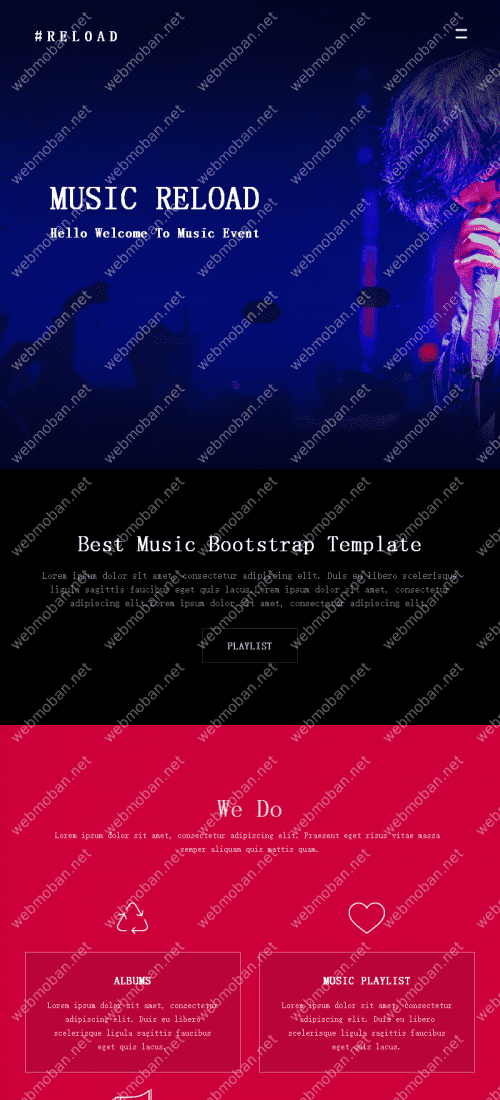 #RELOAD
MUSIC RELOAD
Hello Welcome To Music Event
Best Music Bootstrap Template
Lorem ipsum dolor sit amet, consectetur adipiscing elit. Duis eu libero scelerisque
ligula sagittis faucibus eget quis lacus.Lorem ipsum dolor sit amet, consectetur
adipiscing elit.Lorem ipsum dolor sit amet, consectetur adipiscing elit.
PLAYLIST
We Do
Lorem ipsum dolor sit amet, consectetur adipiscing elit. Praesent eget risus vitae massa
semper aliquam quis mattis quam.
ALBUMS
Lorem ipsum dolor sit amet, consectetur
adipiscing elit. Duis eu libero
scelerisque ligula sagittis faucibus
eget quis lacus.
MUSIC PLAYLIST
Lorem ipsum dolor sit amet, consectetur
adipiscing elit. Duis eu libero
scelerisque ligula sagittis faucibus
eget quis lacus.
webmoban.net